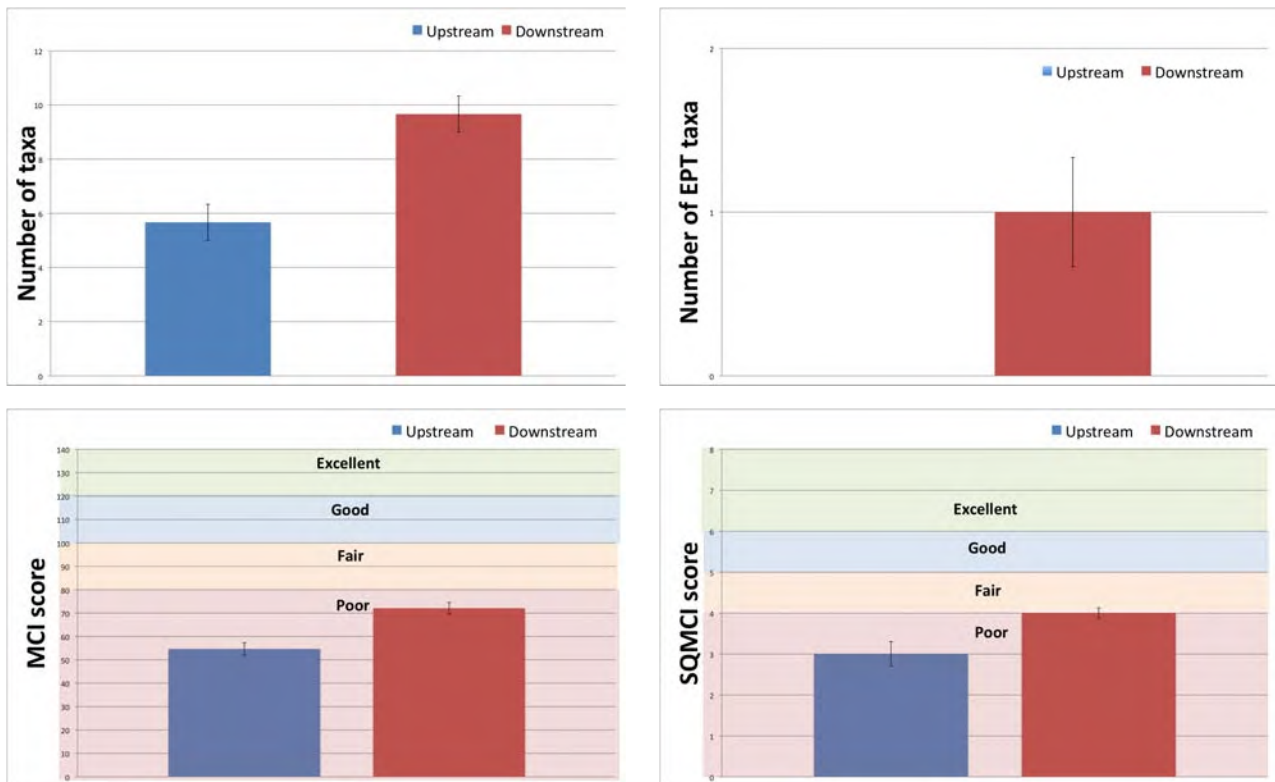 Upstream Downstream
12
10
8
6
4
2
0
Number of taxa
Upstream Downstream
2
1
0
Number of EPT taxa
Upstream Downstream
140
130
120
110
100
90
80
70
60
50
40
30
20
10
0
Excellent
Good
Fair
Poor
MCI score
Upstream Downstream
8
7
6
5
4
3
2
1
0
Excellent
Good
Fair
Poor
SQMCI score